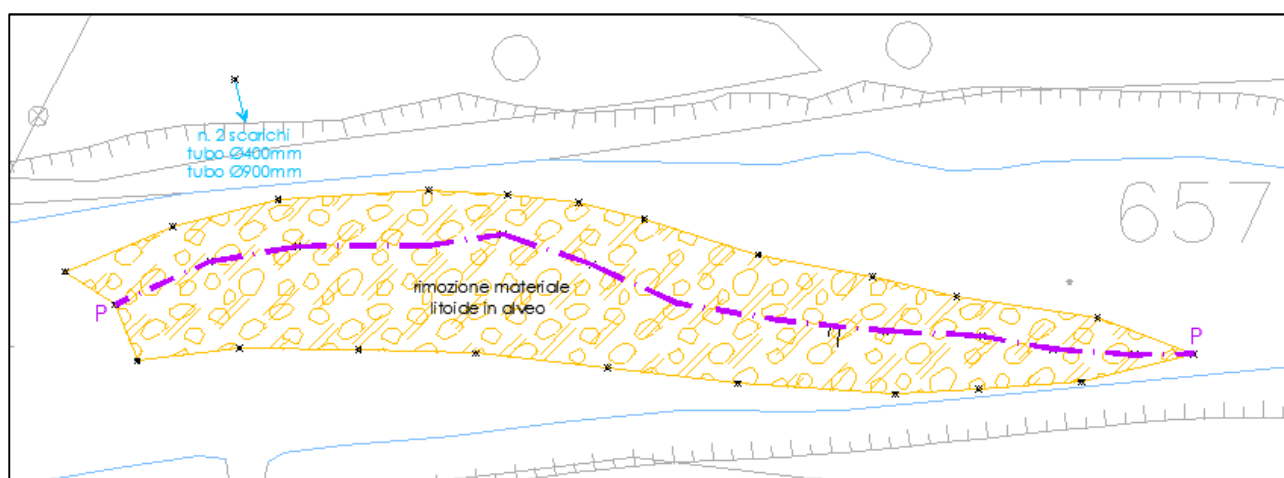 n. 2 scarichi
tubo Ø400mm
tubo Ø900mm
657
rimozione materiale
litoide in alveo
P
P